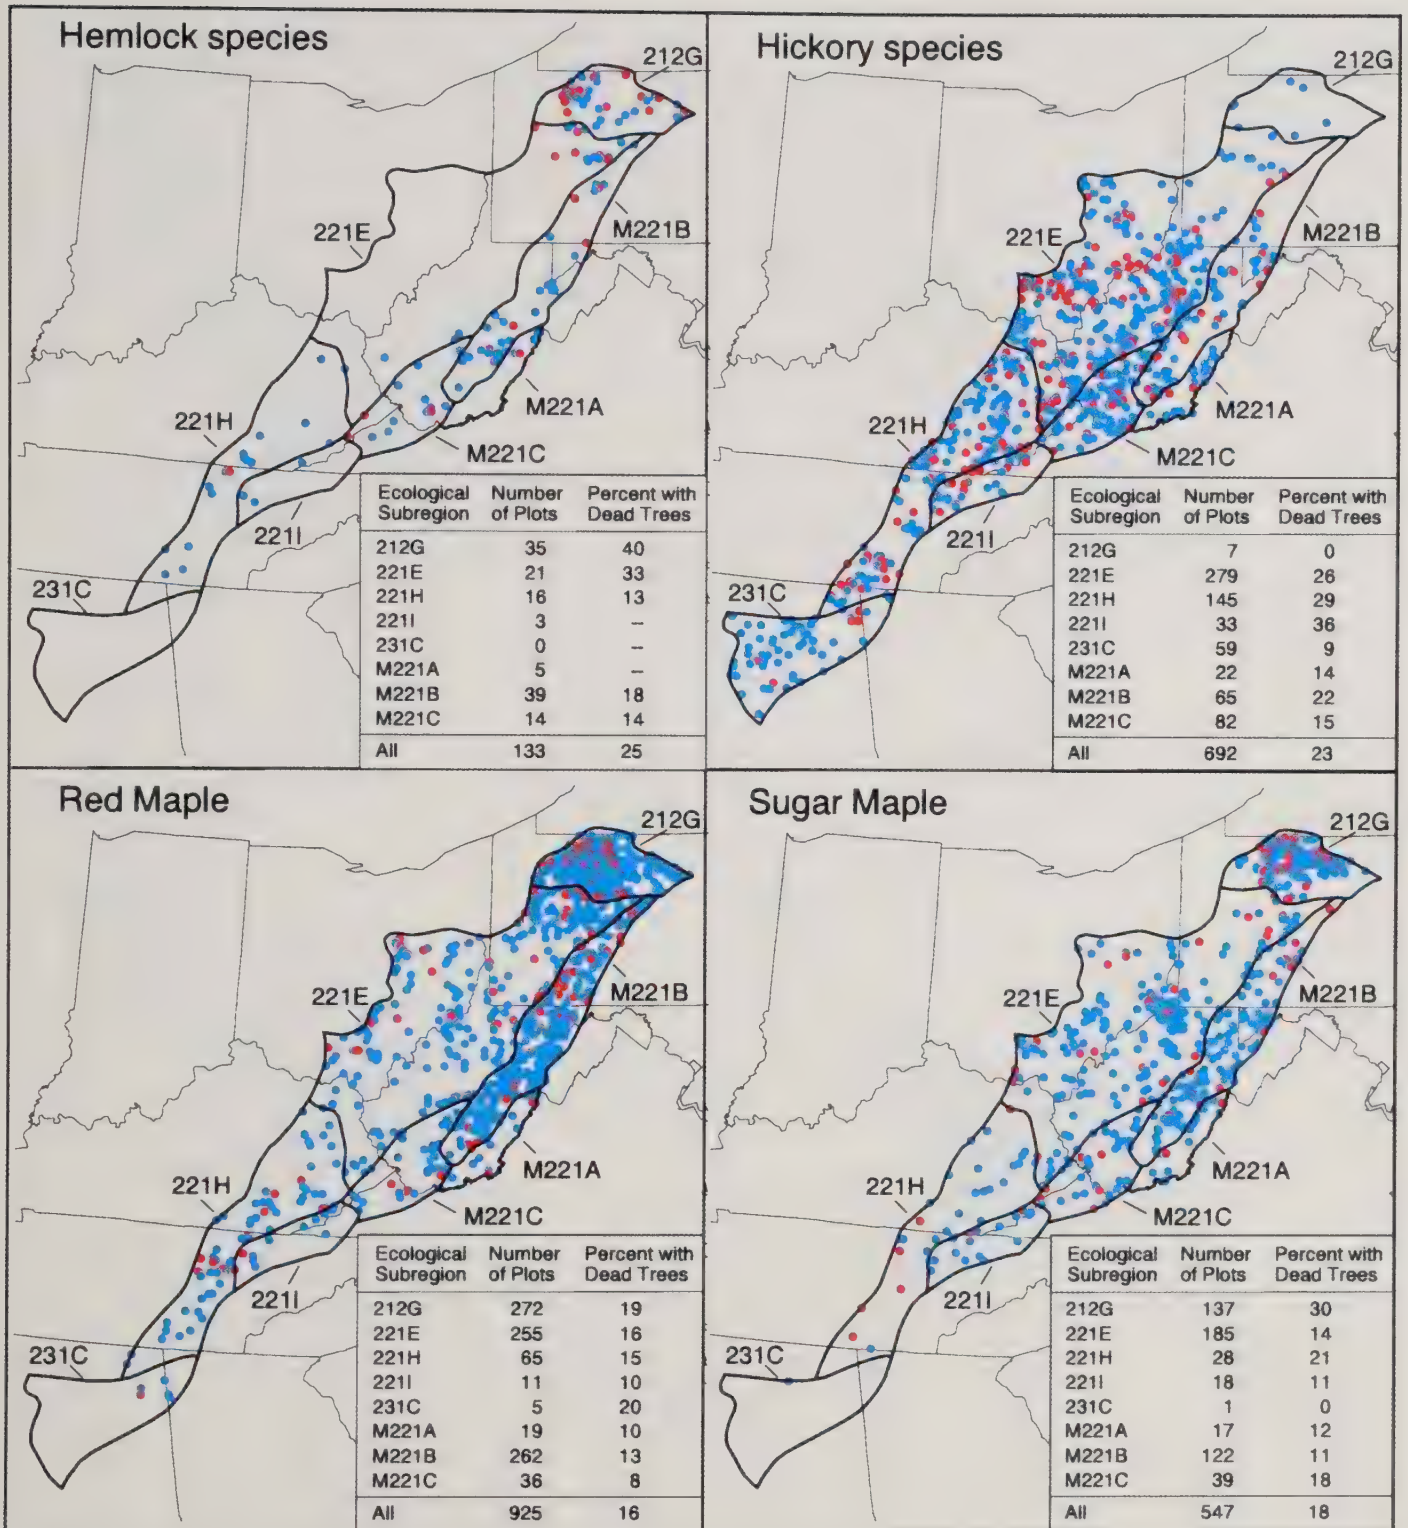 Hemlock species
212G
M221B
221E
M221A
221H
M221C
221I
231C
Ecological Subregion Number of Plots Percent with Dead Trees
212G 35 40
221E 21 33
221H 16 13
221I 3 --
231C 0 --
M221A 5 --
M221B 39 18
M221C 14 14
All 133 25
Hickory species
212G
M221B
221E
M221A
221H
M221C
221I
231C
Ecological Subregion Number of Plots Percent with Dead Trees
212G 7 0
221E 279 26
221H 145 29
221I 33 36
231C 59 9
M221A 22 14
M221B 65 22
M221C 82 15
All 692 23
Red Maple
212G
M221B
221E
M221A
221H
M221C
221I
231C
Ecological Subregion Number of Plots Percent with Dead Trees
212G 272 19
221E 255 16
221H 65 15
221I 11 10
231C 5 20
M221A 19 10
M221B 262 13
M221C 36 8
All 925 16
Sugar Maple
212G
M221B
221E
M221A
221H
M221C
221I
231C
Ecological Subregion Number of Plots Percent with Dead Trees
212G 137 30
221E 185 14
221H 28 21
221I 18 11
231C 1 0
M221A 17 12
M221B 122 11
M221C 39 18
All 547 18